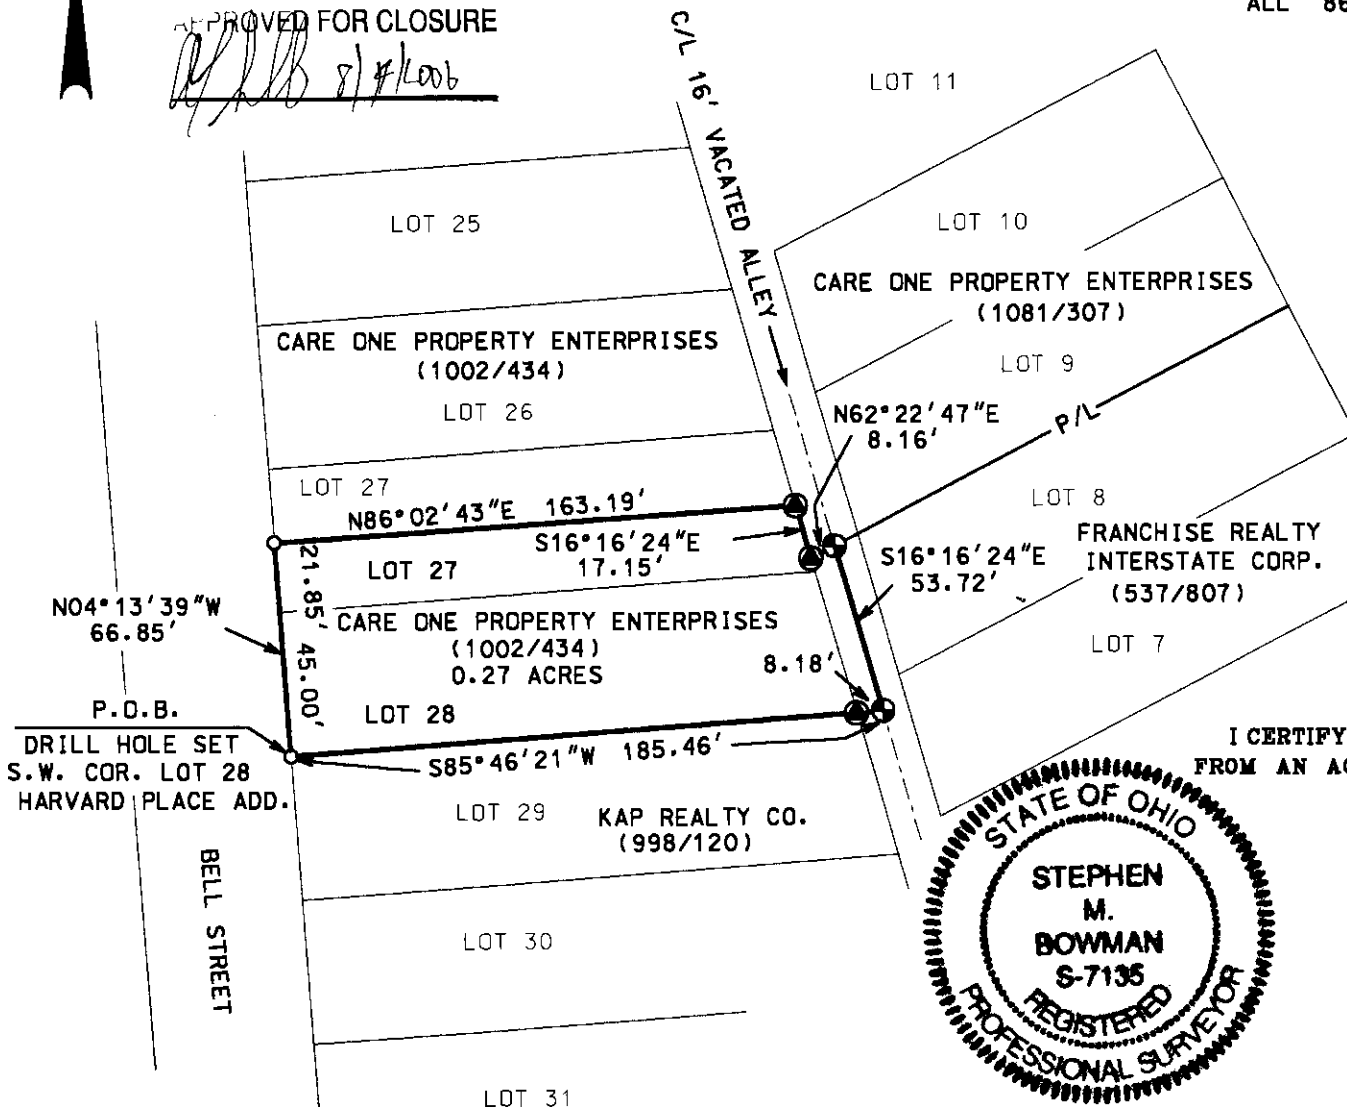 ALL 86
APPROVED FOR CLOSURE
C/L 16' VACATED ALLEY
LOT 11
LOT 25
LOT 10
CARE ONE PROPERTY ENTERPRISES
(1081/307)
CARE ONE PROPERTY ENTERPRISES
(1002/434)
LOT 9
LOT 26
N62°22'47"E
8.16'
P/L
LOT 27
N86°02'43"E 163.19'
LOT 8
S16°16'24"E
17.15'
S16°16'24"E
53.72'
FRANCHISE REALTY
INTERSTATE CORP.
(537/807)
LOT 27
21.85'
45.00'
N04°13'39"W
66.85'
CARE ONE PROPERTY ENTERPRISES
(1002/434)
0.27 ACRES
LOT 7
8.18'
P.O.B.
LOT 28
DRILL HOLE SET
S.W. COR. LOT 28
HARVARD PLACE ADD.
S85°46'21"W 185.46'
I CERTIFY
FROM AN AC
LOT 29
KAP REALTY CO.
(998/120)
BELL STREET
STATE OF OHIO
STEPHEN
M.
BOWMAN
S-7135
REGISTERED
PROFESSIONAL SURVEYOR
LOT 30
LOT 31